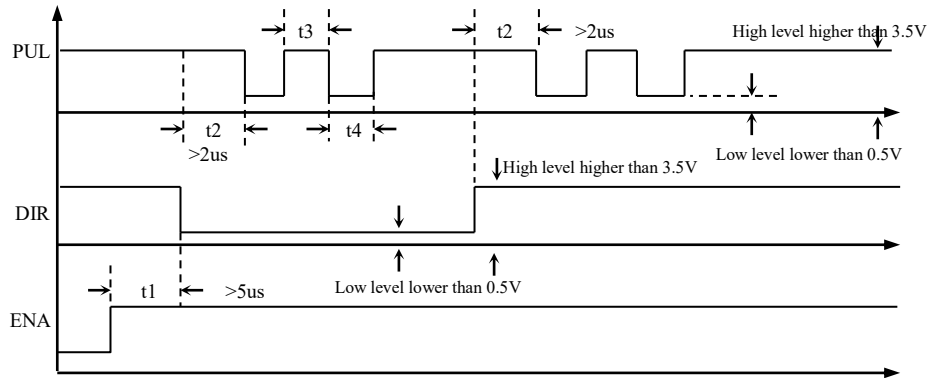 t3
t2
>2us
High level higher than 3.5V
PUL
t2
t4
>2us
Low level lower than 0.5V
High level higher than 3.5V
DIR
t1
>5us
Low level lower than 0.5V
ENA